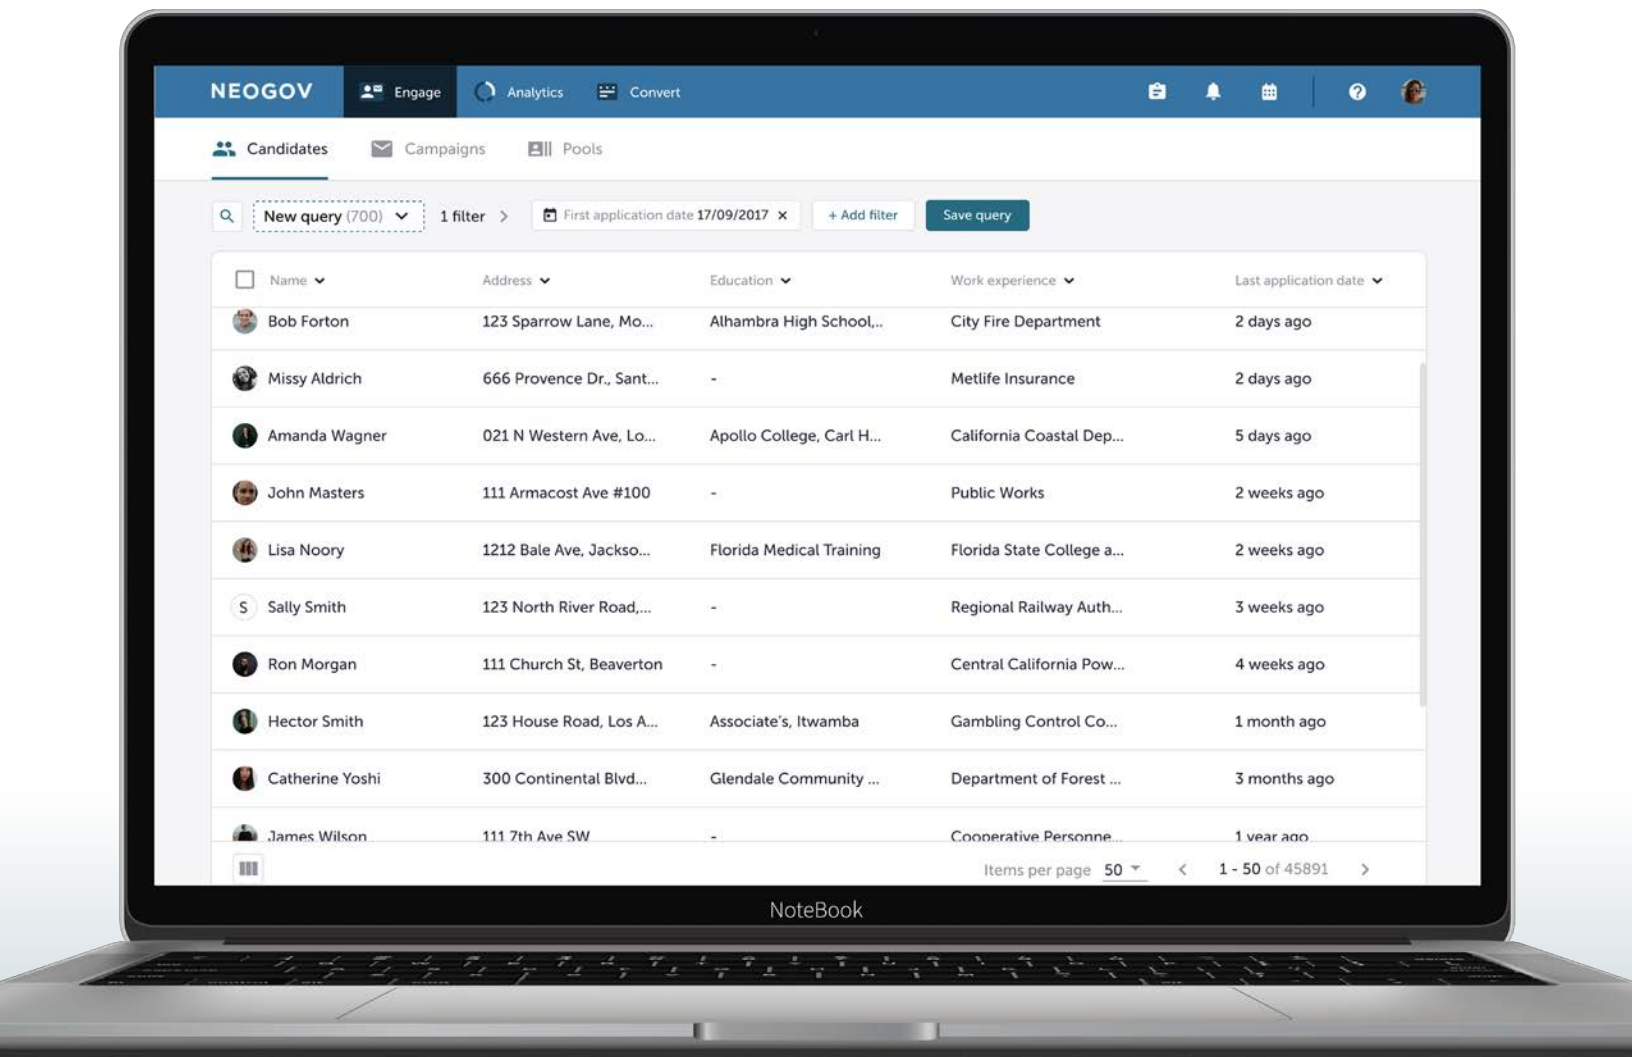 NEOGOV Engage Analytics Convert
Candidates Campaigns Pools
New query (700) 1 filter > First application date 17/09/2017 × + Add filter Save query
Name Address Education Work experience Last application date
Bob Forton 123 Sparrow Lane, Mo... Alhambra High School,.. City Fire Department 2 days ago
Missy Aldrich 666 Provence Dr., Sant... - Metlife Insurance 2 days ago
Amanda Wagner 021 N Western Ave, Lo... Apollo College, Carl H... California Coastal Dep... 5 days ago
John Masters 111 Armacost Ave #100 - Public Works 2 weeks ago
Lisa Noory 1212 Bale Ave, Jackso... Florida Medical Training Florida State College a... 2 weeks ago
S Sally Smith 123 North River Road,... - Regional Railway Auth... 3 weeks ago
Ron Morgan 111 Church St, Beaverton - Central California Pow... 4 weeks ago
Hector Smith 123 House Road, Los A... Associate's, Itwamba Gambling Control Co... 1 month ago
Catherine Yoshi 300 Continental Blvd... Glendale Community ... Department of Forest ... 3 months ago
James Wilson 111 7th Ave SW - Cooperative Personne... 1 year ago
Items per page 50 < 1 - 50 of 45891 >
NoteBook